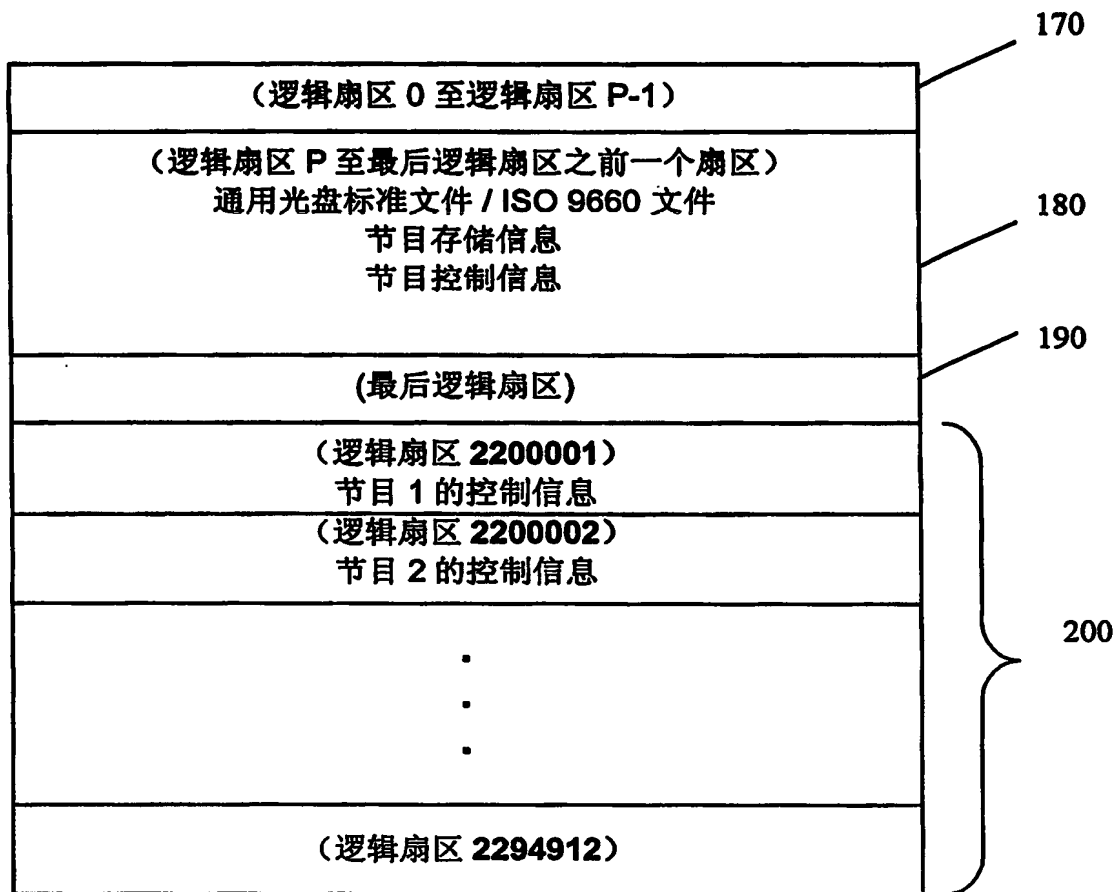 170
（逻辑扇区 0 至逻辑扇区 P-1）
（逻辑扇区 P 至最后逻辑扇区之前一个扇区）
通用光盘标准文件 / ISO 9660 文件
180
节目存储信息
节目控制信息
190
(最后逻辑扇区)
（逻辑扇区 2200001）
节目 1 的控制信息
（逻辑扇区 2200002）
节目 2 的控制信息
200
（逻辑扇区 2294912）